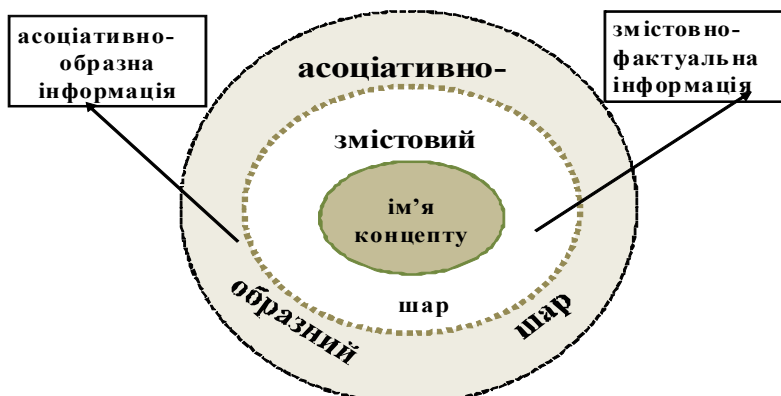 асоціативно-
образна
інформація
змістовно-
фактуальна
інформація
асоціативно-
змістовий
ім’я
концепту
шар
образний
шар